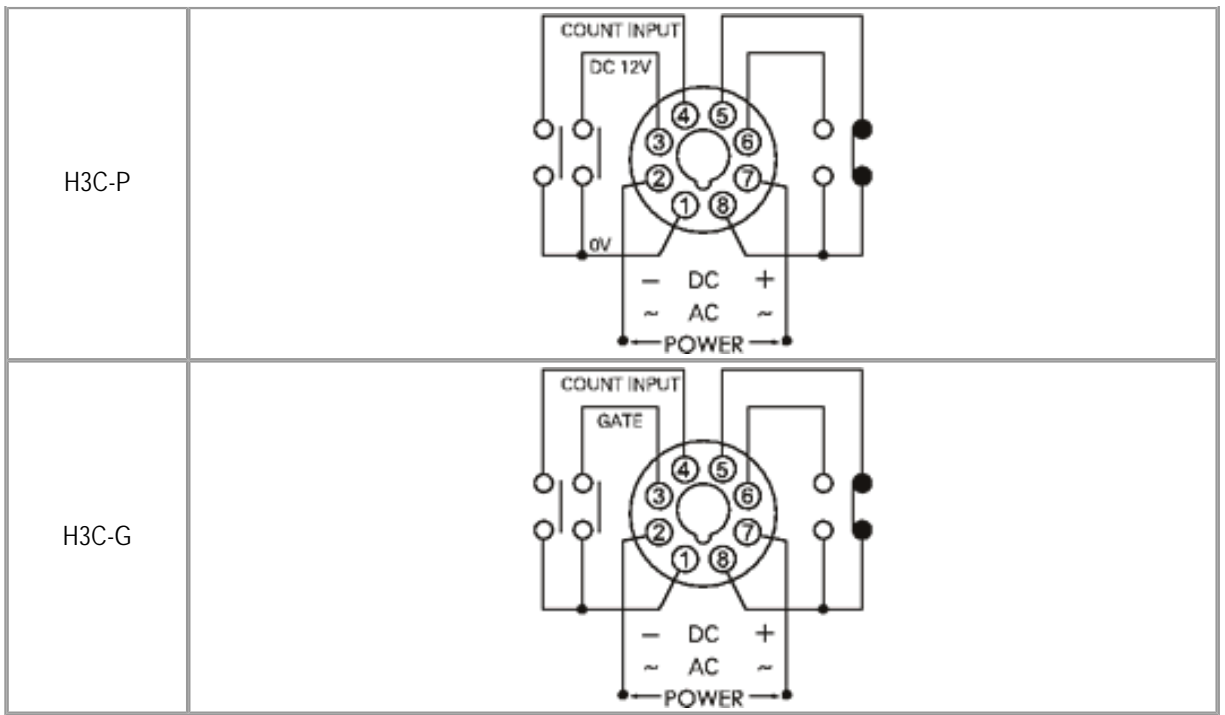 H3C-P
COUNT INPUT
DC 12V
4 5
3 6
2 7
1 8
0V
− DC +
~ AC ~
POWER
H3C-G
COUNT INPUT
GATE
4 5
3 6
2 7
1 8
− DC +
~ AC ~
POWER